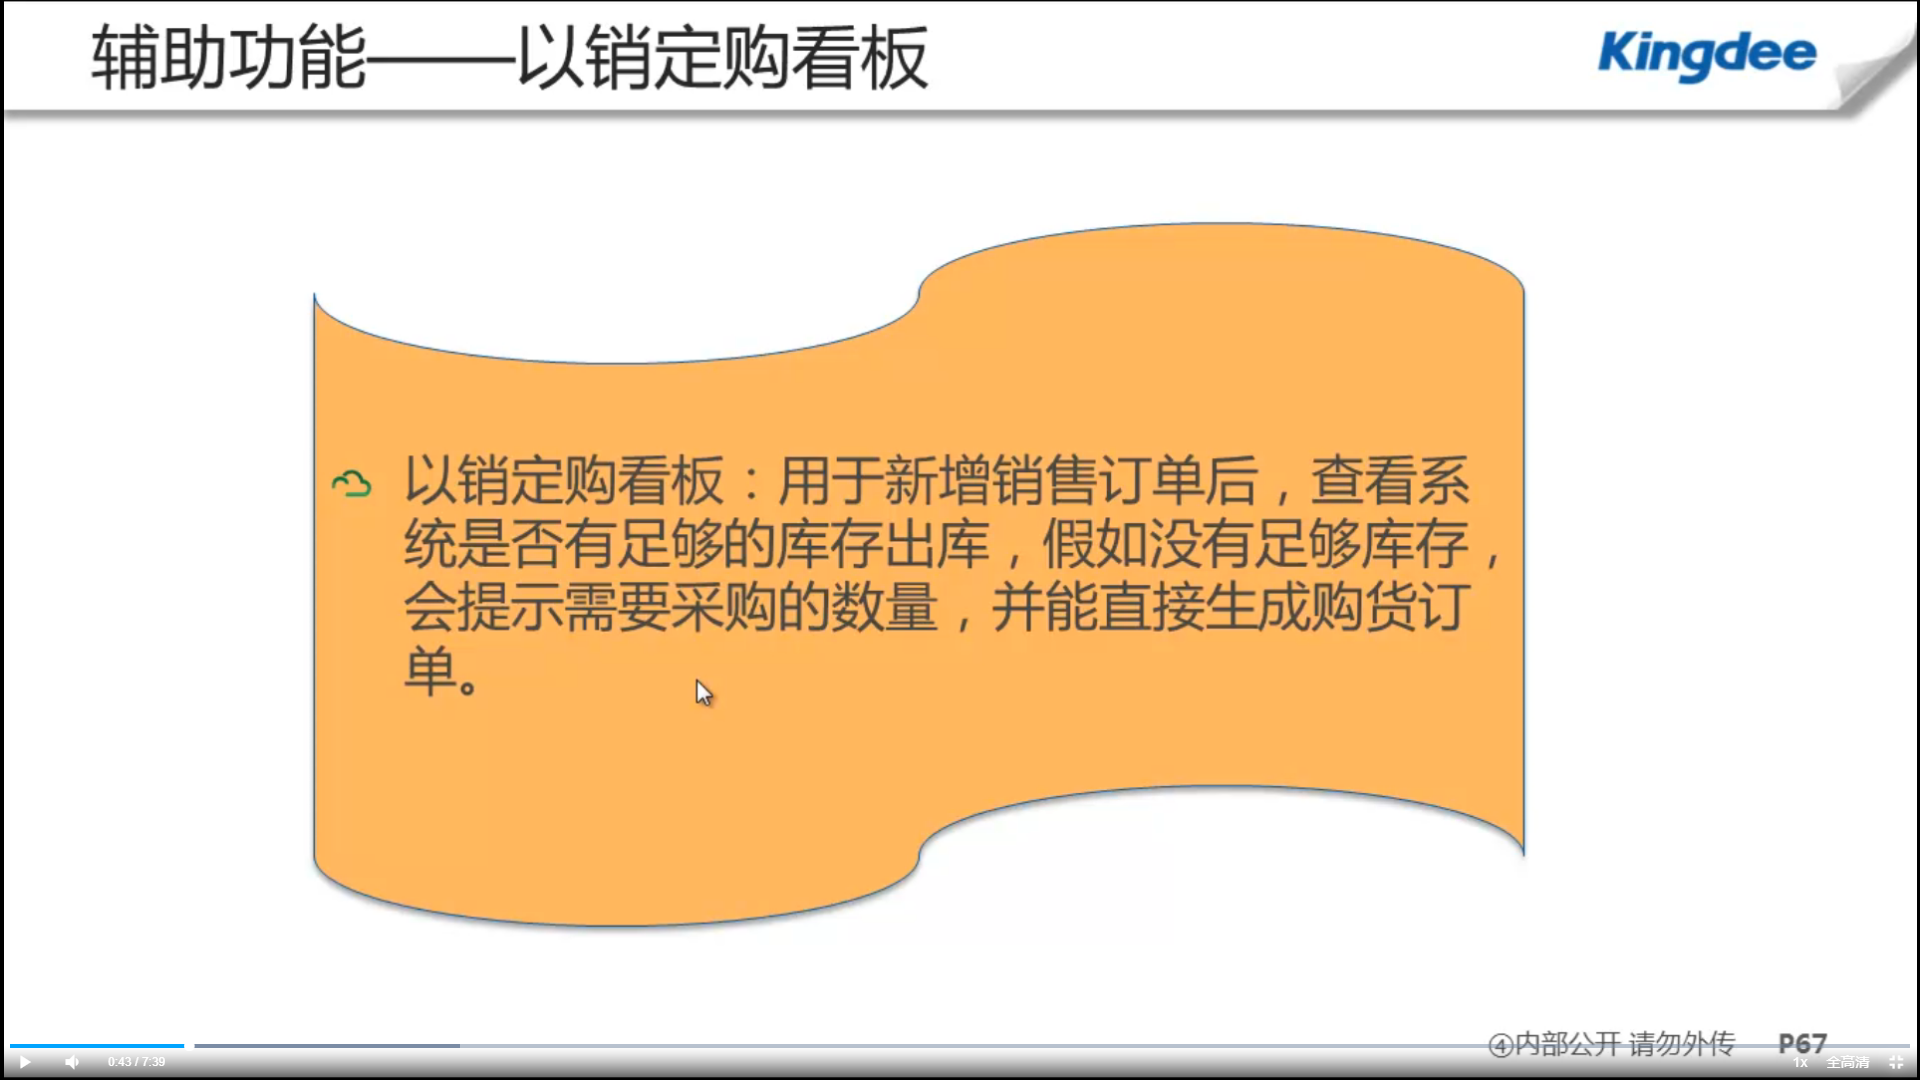 辅助功能——以销定购看板
Kingdee
以销定购看板：用于新增销售订单后，查看系
统是否有足够的库存出库，假如没有足够库存，
会提示需要采购的数量，并能直接生成购货订
单。
④内部公开 请勿外传 P67
0:43 / 7:39
1x 全高清